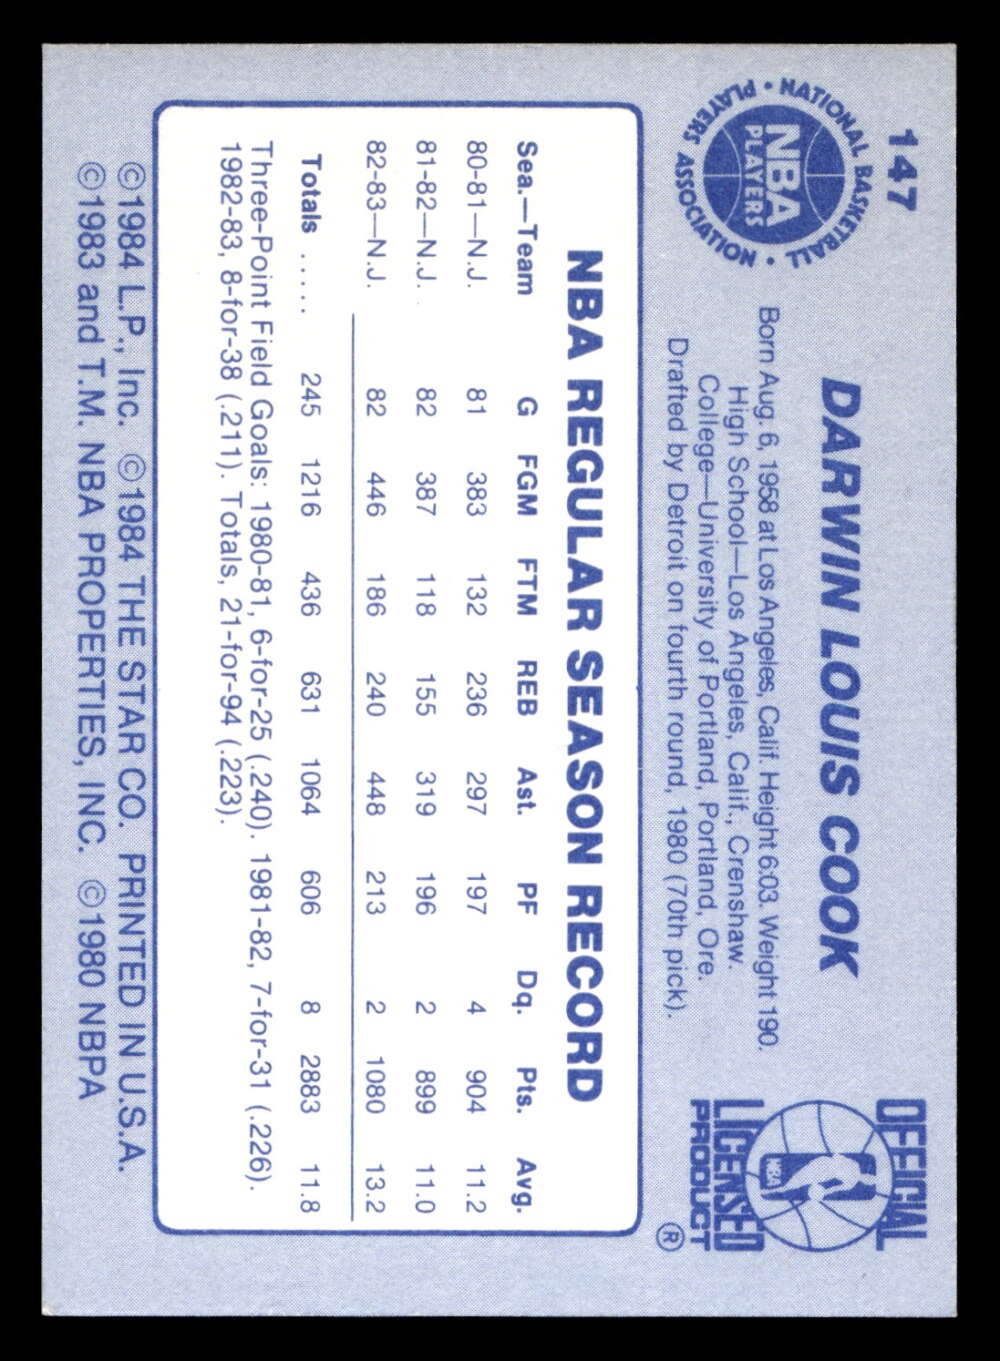 147
NATIONAL BASKETBALL
PLAYERS ASSOCIATION
NBA
PLAYERS
DARWIN LOUIS COOK
Born Aug. 6, 1958 at Los Angeles, Calif. Height 6:03. Weight 190.
High School—Los Angeles, Calif., Crenshaw.
College—University of Portland, Portland, Ore.
Drafted by Detroit on fourth round, 1980 (70th pick).
OFFICIAL
NBA
LICENSED
PRODUCT
®
NBA REGULAR SEASON RECORD
Sea.—Team G FGM FTM REB Ast. PF Dq. Pts. Avg.
80-81—N.J. 81 383 132 236 297 197 4 904 11.2
81-82—N.J. 82 387 118 155 319 196 2 899 11.0
82-83—N.J. 82 446 186 240 448 213 2 1080 13.2
Totals ..... 245 1216 436 631 1064 606 8 2883 11.8
Three-Point Field Goals: 1980-81, 6-for-25 (.240). 1981-82, 7-for-31 (.226).
1982-83, 8-for-38 (.211). Totals, 21-for-94 (.223).
©1984 L.P., Inc. ©1984 THE STAR CO. PRINTED IN U.S.A.
©1983 and T.M. NBA PROPERTIES, INC. ©1980 NBPA